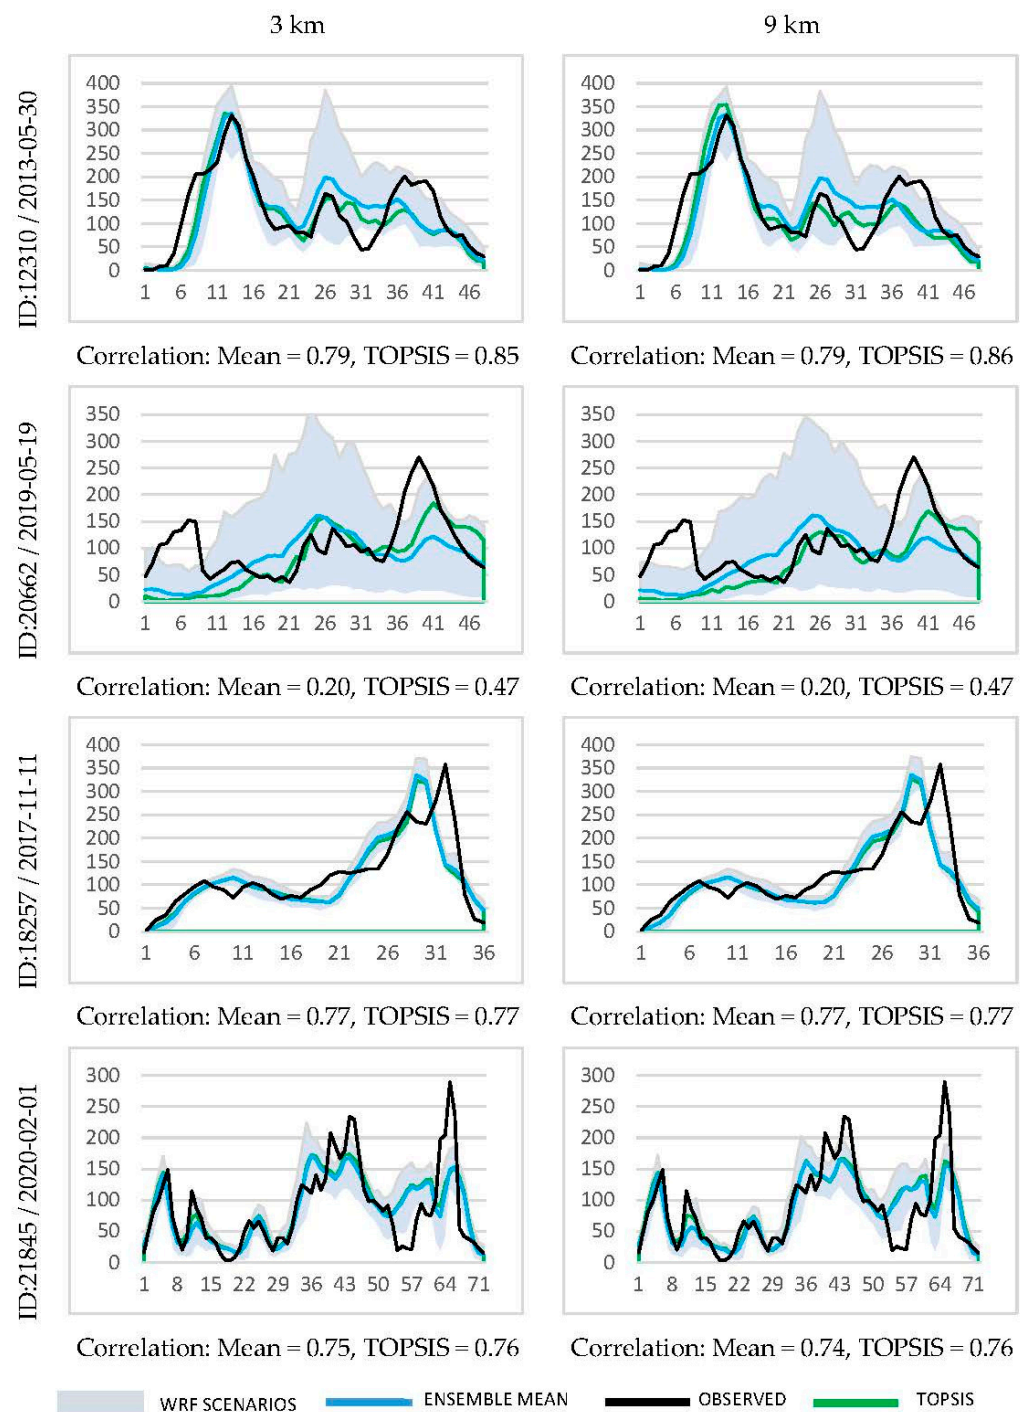 3 km 9 km
ID:12310 / 2013-05-30
400 400
350 350
300 300
250 250
200 200
150 150
100 100
50 50
0 0
1 6 11 16 21 26 31 36 41 46 1 6 11 16 21 26 31 36 41 46
Correlation: Mean = 0.79, TOPSIS = 0.85 Correlation: Mean = 0.79, TOPSIS = 0.86
ID:20662 / 2019-05-19
350 350
300 300
250 250
200 200
150 150
100 100
50 50
0 0
1 6 11 16 21 26 31 36 41 46 1 6 11 16 21 26 31 36 41 46
Correlation: Mean = 0.20, TOPSIS = 0.47 Correlation: Mean = 0.20, TOPSIS = 0.47
ID:18257 / 2017-11-11
400 400
350 350
300 300
250 250
200 200
150 150
100 100
50 50
0 0
1 6 11 16 21 26 31 36 1 6 11 16 21 26 31 36
Correlation: Mean = 0.77, TOPSIS = 0.77 Correlation: Mean = 0.77, TOPSIS = 0.77
ID:21845 / 2020-02-01
300 300
250 250
200 200
150 150
100 100
50 50
0 0
1 8 15 22 29 36 43 50 57 64 71 1 8 15 22 29 36 43 50 57 64 71
Correlation: Mean = 0.75, TOPSIS = 0.76 Correlation: Mean = 0.74, TOPSIS = 0.76
WRF SCENARIOS ENSEMBLE MEAN OBSERVED TOPSIS